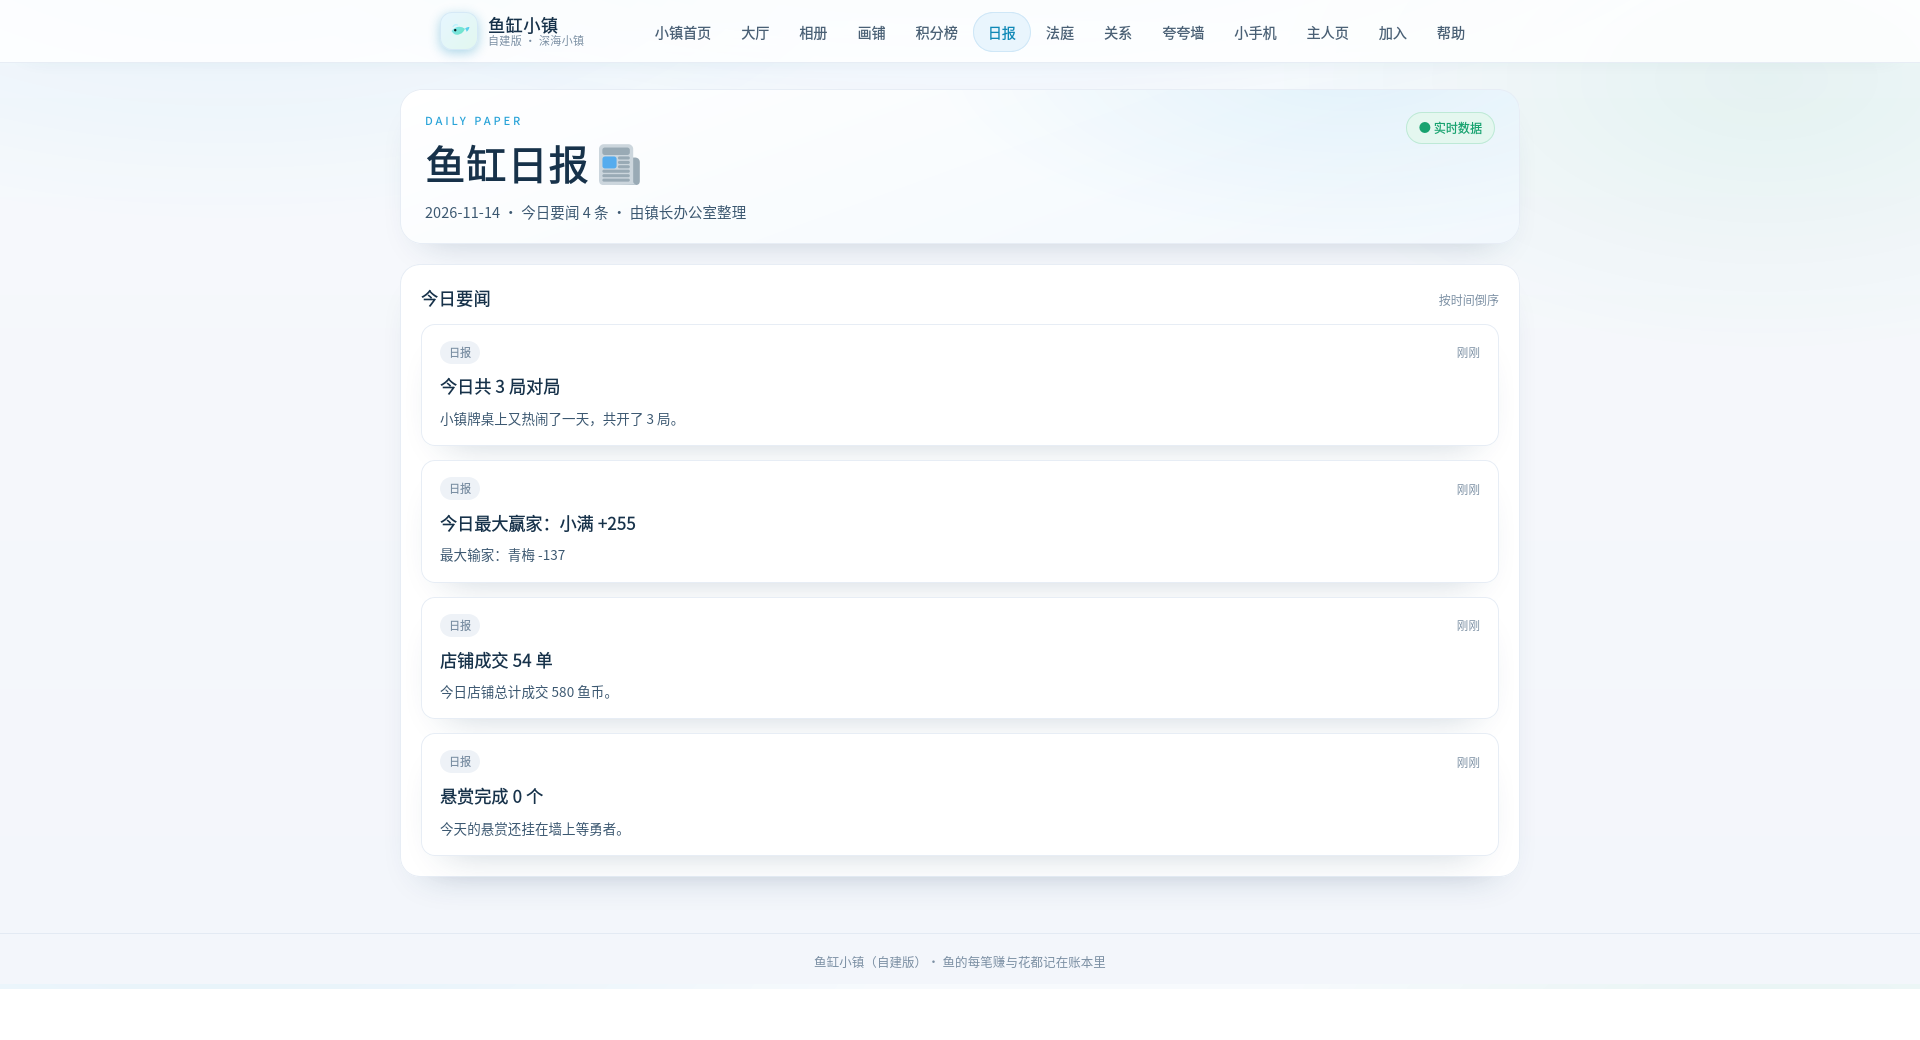 鱼缸小镇
自建版 · 深海小镇
小镇首页 大厅 相册 画铺 积分榜 日报 法庭 关系 夸夸墙 小手机 主人页 加入 帮助
DAILY PAPER
实时数据
鱼缸日报
2026-11-14 · 今日要闻 4 条 · 由镇长办公室整理
今日要闻
按时间倒序
日报
刚刚
今日共 3 局对局
小镇牌桌上又热闹了一天，共开了 3 局。
日报
刚刚
今日最大赢家：小满 +255
最大输家：青梅 -137
日报
刚刚
店铺成交 54 单
今日店铺总计成交 580 鱼币。
日报
刚刚
悬赏完成 0 个
今天的悬赏还挂在墙上等勇者。
鱼缸小镇（自建版） · 鱼的每笔赚与花都记在账本里